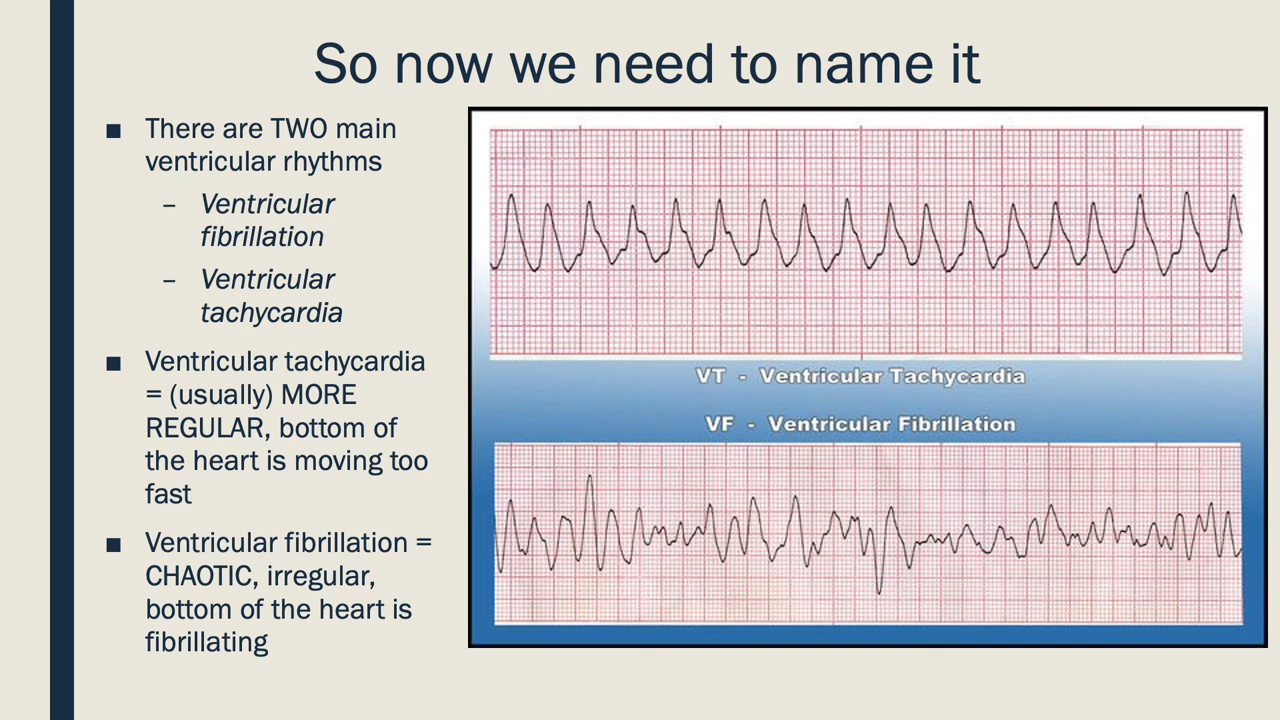 So now we need to name it
■ There are TWO main
ventricular rhythms
– Ventricular
fibrillation
– Ventricular
tachycardia
■ Ventricular tachycardia
= (usually) MORE
REGULAR, bottom of
the heart is moving too
fast
■ Ventricular fibrillation =
CHAOTIC, irregular,
bottom of the heart is
fibrillating
VT - Ventricular Tachycardia
VF - Ventricular Fibrillation